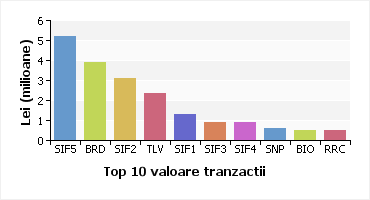 Lei (milioane)
6
5
4
3
2
1
0
SIF5 BRD SIF2 TLV SIF1 SIF3 SIF4 SNP BIO RRC
Top 10 valoare tranzactii